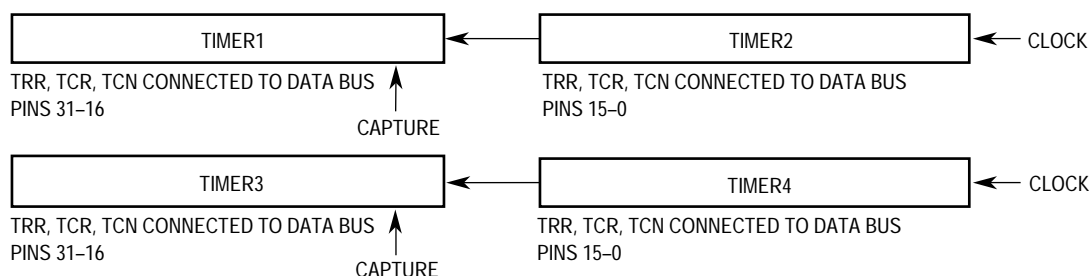 TIMER1
TIMER2
CLOCK
TRR, TCR, TCN CONNECTED TO DATA BUS
PINS 31–16
CAPTURE
TRR, TCR, TCN CONNECTED TO DATA BUS
PINS 15–0
TIMER3
TIMER4
CLOCK
TRR, TCR, TCN CONNECTED TO DATA BUS
PINS 31–16
CAPTURE
TRR, TCR, TCN CONNECTED TO DATA BUS
PINS 15–0